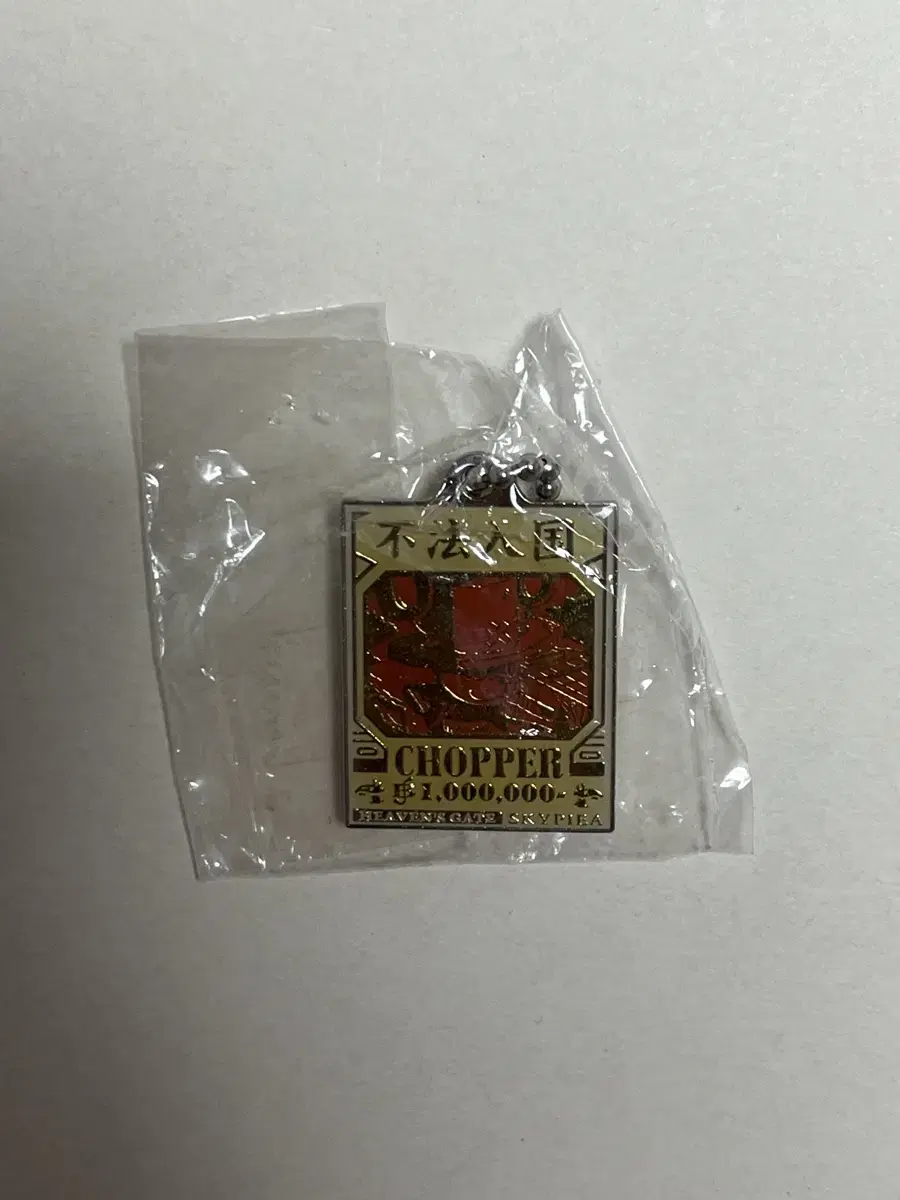 不法入国
CHOPPER
1,000,000-
HEAVEN'S GATE SKYPIEA